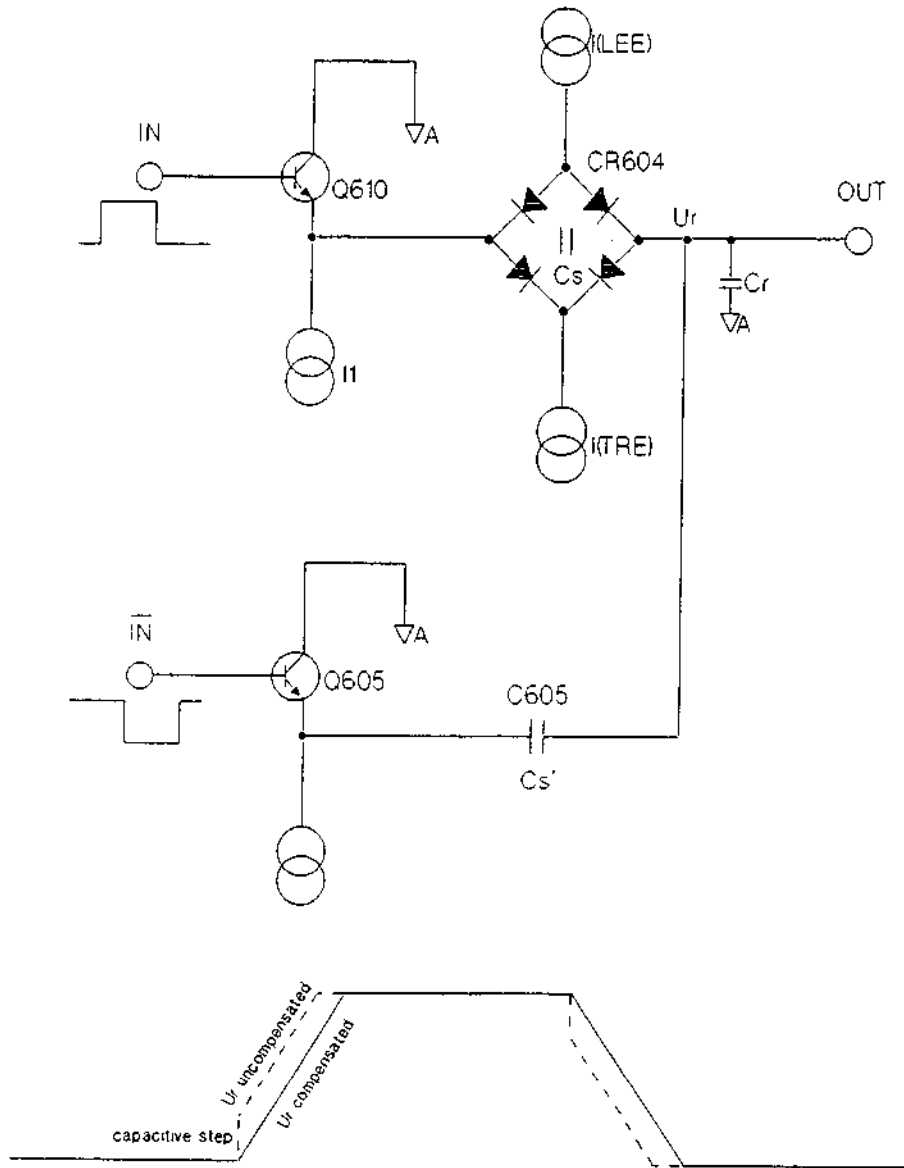 I(LEE)
IN
A
CR604
Q610
Ur
OUT
Cs
Cr
A
I1
I(TRE)
IN
A
Q605
C605
Cs'
Ur uncompensated
Ur compensated
capacitive step